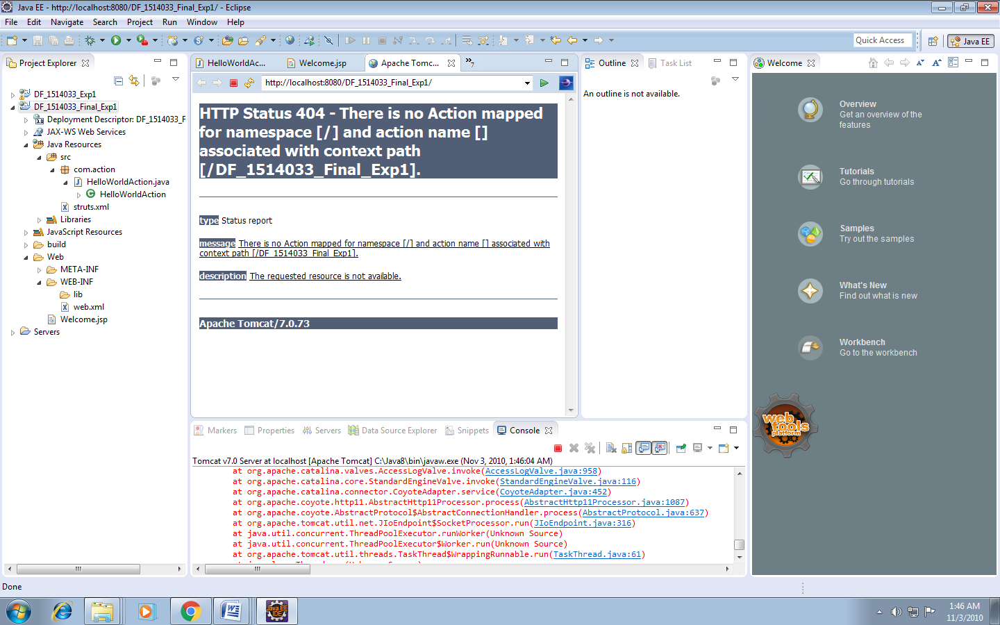 Java EE - http://localhost:8080/DF_1514033_Final_Exp1/ - Eclipse
File Edit Navigate Search Project Run Window Help
Quick Access
Java EE
Project Explorer
DF_1514033_Exp1
DF_1514033_Final_Exp1
Deployment Descriptor: DF_1514033_F
JAX-WS Web Services
Java Resources
src
com.action
HelloWorldAction.java
HelloWorldAction
struts.xml
Libraries
JavaScript Resources
build
Web
META-INF
WEB-INF
lib
web.xml
Welcome.jsp
Servers
HelloWorldAc...
Welcome.jsp
Apache Tomc...
»7
http://localhost:8080/DF_1514033_Final_Exp1/
HTTP Status 404 - There is no Action mapped
for namespace [/] and action name []
associated with context path
[/DF_1514033_Final_Exp1].
type Status report
message There is no Action mapped for namespace [/] and action name [] associated with
context path [/DF_1514033_Final_Exp1].
description The requested resource is not available.
Apache Tomcat/7.0.73
Outline
Task List
An outline is not available.
Welcome
Overview
Get an overview of the
features
Tutorials
Go through tutorials
Samples
Try out the samples
What's New
Find out what is new
Workbench
Go to the workbench
web
tools
platform
Markers Properties Servers Data Source Explorer Snippets Console
Tomcat v7.0 Server at localhost [Apache Tomcat] C:\Java8\bin\javaw.exe (Nov 3, 2010, 1:46:04 AM)
at org.apache.catalina.valves.AccessLogValve.invoke(AccessLogValve.java:958)
at org.apache.catalina.core.StandardEngineValve.invoke(StandardEngineValve.java:116)
at org.apache.catalina.connector.CoyoteAdapter.service(CoyoteAdapter.java:452)
at org.apache.coyote.http11.AbstractHttp11Processor.process(AbstractHttp11Processor.java:1087)
at org.apache.coyote.AbstractProtocol$AbstractConnectionHandler.process(AbstractProtocol.java:637)
at org.apache.tomcat.util.net.JIoEndpoint$SocketProcessor.run(JIoEndpoint.java:316)
at java.util.concurrent.ThreadPoolExecutor.runWorker(Unknown Source)
at java.util.concurrent.ThreadPoolExecutor$Worker.run(Unknown Source)
at org.apache.tomcat.util.threads.TaskThread$WrappingRunnable.run(TaskThread.java:61)
Done
Java EE
IDE
1:46 AM
11/3/2010